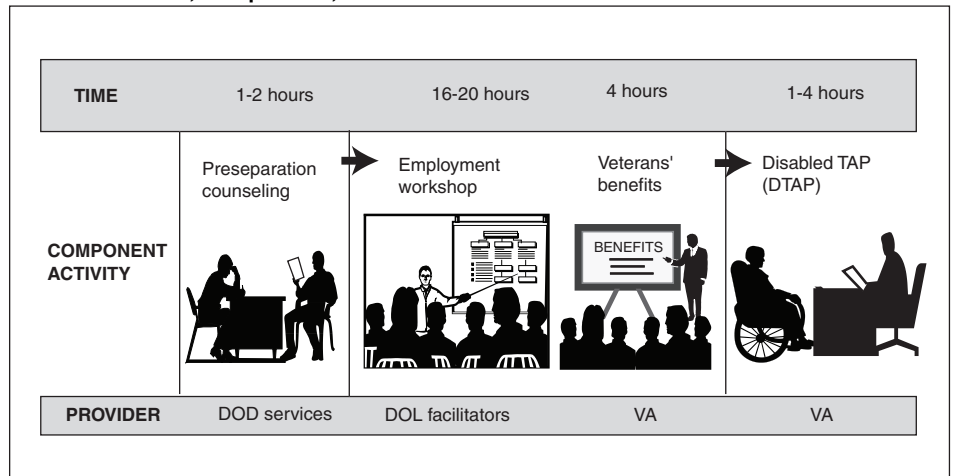 TIME
1-2 hours
16-20 hours
4 hours
1-4 hours
COMPONENT
ACTIVITY
Preseparation
counseling
Employment
workshop
Veterans'
benefits
BENEFITS
Disabled TAP
(DTAP)
PROVIDER
DOD services
DOL facilitators
VA
VA